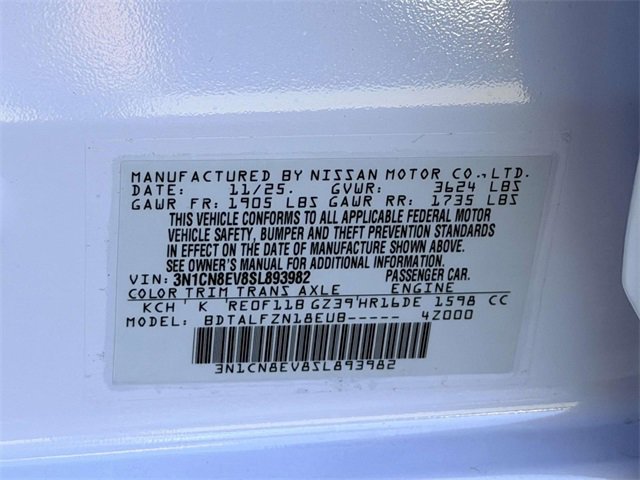 MANUFACTURED BY NISSAN MOTOR CO., LTD.
DATE: 11/25. GVWR: 3624 LBS
GAWR FR: 1905 LBS GAWR RR: 1735 LBS
THIS VEHICLE CONFORMS TO ALL APPLICABLE FEDERAL MOTOR
VEHICLE SAFETY, BUMPER AND THEFT PREVENTION STANDARDS
IN EFFECT ON THE DATE OF MANUFACTURE SHOWN ABOVE.
SEE OWNER'S MANUAL FOR ADDITIONAL INFORMATION.
VIN: 3N1CN8EV8SL893982 PASSENGER CAR.
COLOR TRIM TRANS AXLE ENGINE
KCH ' K ' RE0F11B GZ39'HR16DE 1598 CC
MODEL: BDTALFZN18EUB----- 4Z000
3N1CN8EV8SL893982